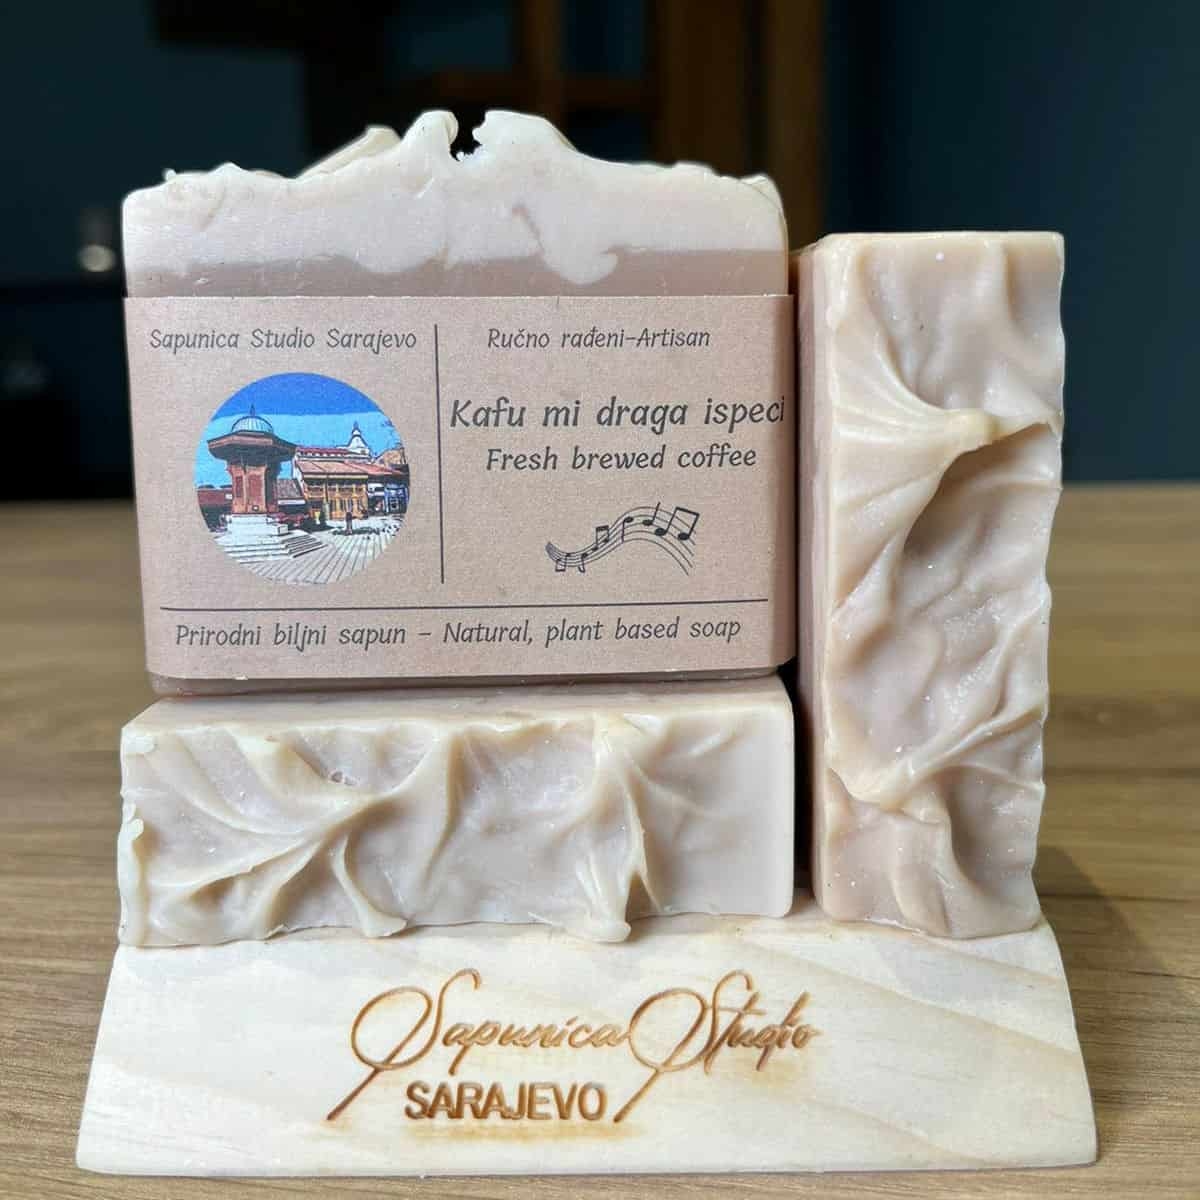 Sapunica Studio Sarajevo
Ručno rađeni-Artisan
Kafu mi draga ispeci
Fresh brewed coffee
Prirodni biljni sapun - Natural, plant based soap
Sapunica Studio
SARAJEVO